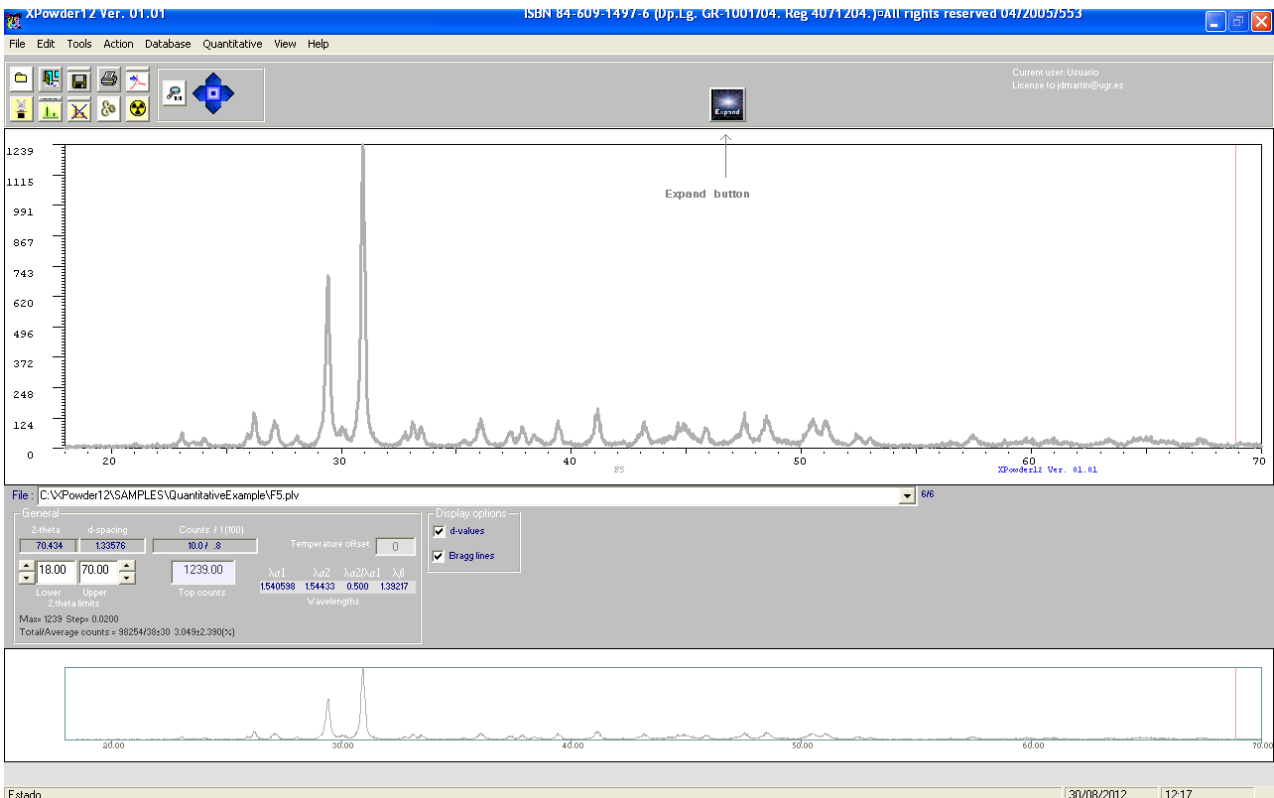 XPowder12 Ver. 01.01 ISBN 84-609-1497-6 (Dp.Lg. GR-1001/04. Reg 4071204.)¤All rights reserved 04/2005/553
File Edit Tools Action Database Quantitative View Help
Current user: Usuario
License to jdmartin@ugr.es
Expand
Expand button
1239
1115
991
867
743
620
496
372
248
124
0
20 30 40 50 60 70
F5
XPowder12 Ver. 01.01
File : C:\XPowder12\SAMPLES\QuantitativeExample\F5.plv 6/6
General
2-theta d-spacing Counts / I (100)
70.434 1.33576 10.0 / .8
Temperature offset 0
18.00 70.00 1239.00
Lower Upper Top counts
2.theta limits
λα1 λα2 λα2/λα1 λβ
1.540598 1.54433 0.500 1.39217
Wavelengths
Max= 1239 Step= 0.0200
Total/Average counts = 98254/38±30 3.049±2.390(%)
Display options
d-values
Bragg lines
20.00 30.00 40.00 50.00 60.00 70.00
Estado 30/08/2012 12:17